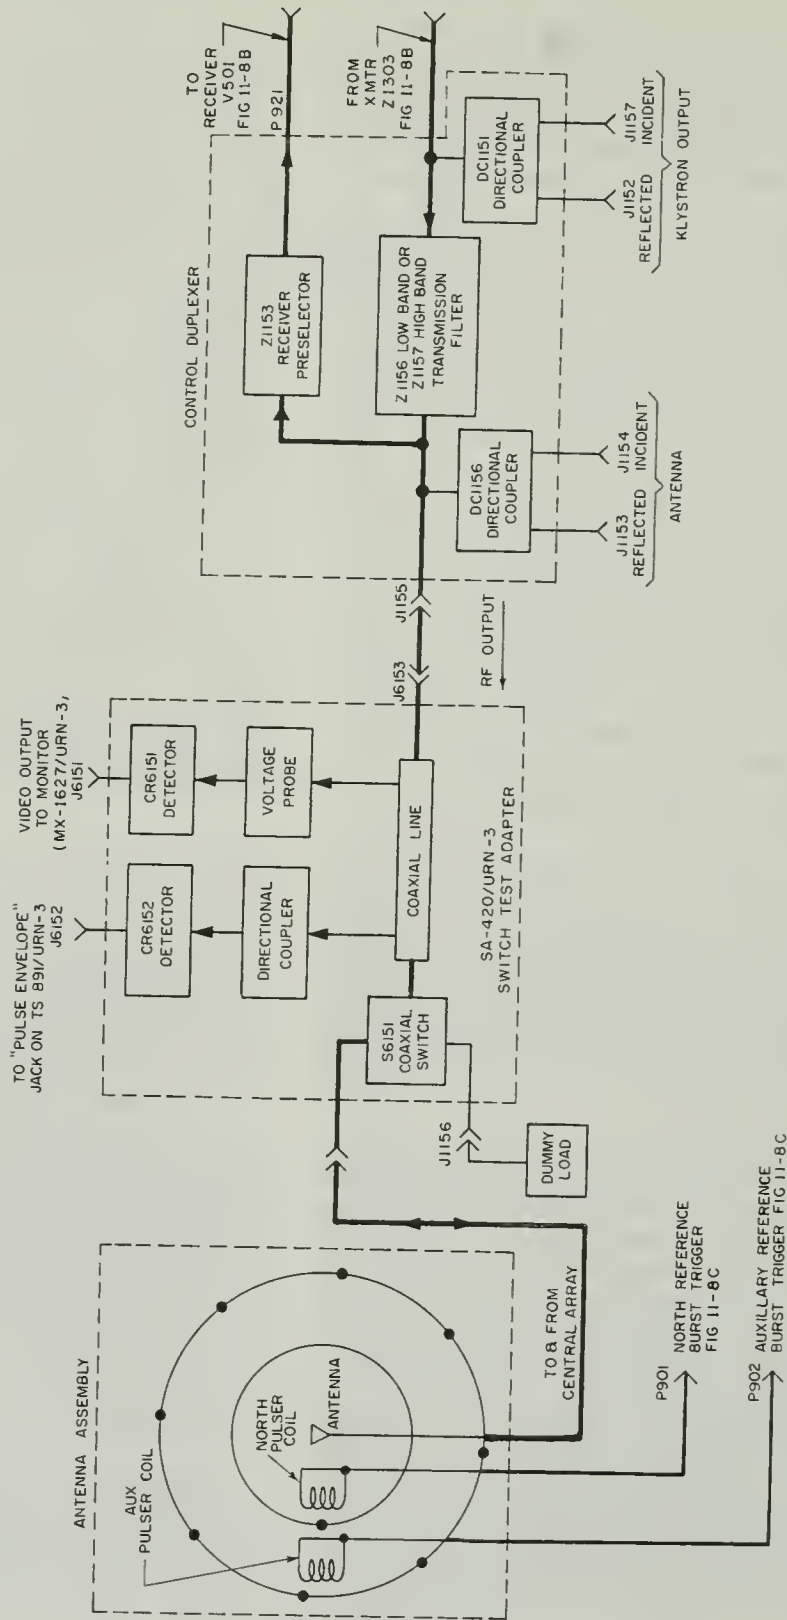 ANTENNA ASSEMBLY
AUX
PULSER COIL
NORTH
PULSER
COIL
ANTENNA
TO & FROM
CENTRAL ARRAY
P901
NORTH REFERENCE
BURST TRIGGER
FIG 11-8C
P902
AUXILLARY REFERENCE
BURST TRIGGER FIG 11-8C
TO "PULSE ENVELOPE"
JACK ON TS 891/URN-3
J6152
VIDEO OUTPUT
TO MONITOR
(MX-1627/URN-3,
J6151
CR6152
DETECTOR
CR6151
DETECTOR
DIRECTIONAL
COUPLER
VOLTAGE
PROBE
S6151
COAXIAL
SWITCH
COAXIAL LINE
SA-420/URN-3
SWITCH TEST ADAPTER
J1156
DUMMY
LOAD
J6153
J1155
RF OUTPUT
CONTROL DUPLEXER
Z1153
RECEIVER
PRESELECTOR
Z1156 LOW BAND OR
Z1157 HIGH BAND
TRANSMISSION
FILTER
DC1156
DIRECTIONAL
COUPLER
DC1151
DIRECTIONAL
COUPLER
J1153
REFLECTED
J1154
INCIDENT
ANTENNA
J1152
REFLECTED
J1157
INCIDENT
KLYSTRON OUTPUT
TO
RECEIVER
V501
FIG 11-8B
P921
FROM
XMTR
Z1303
FIG 11-8B